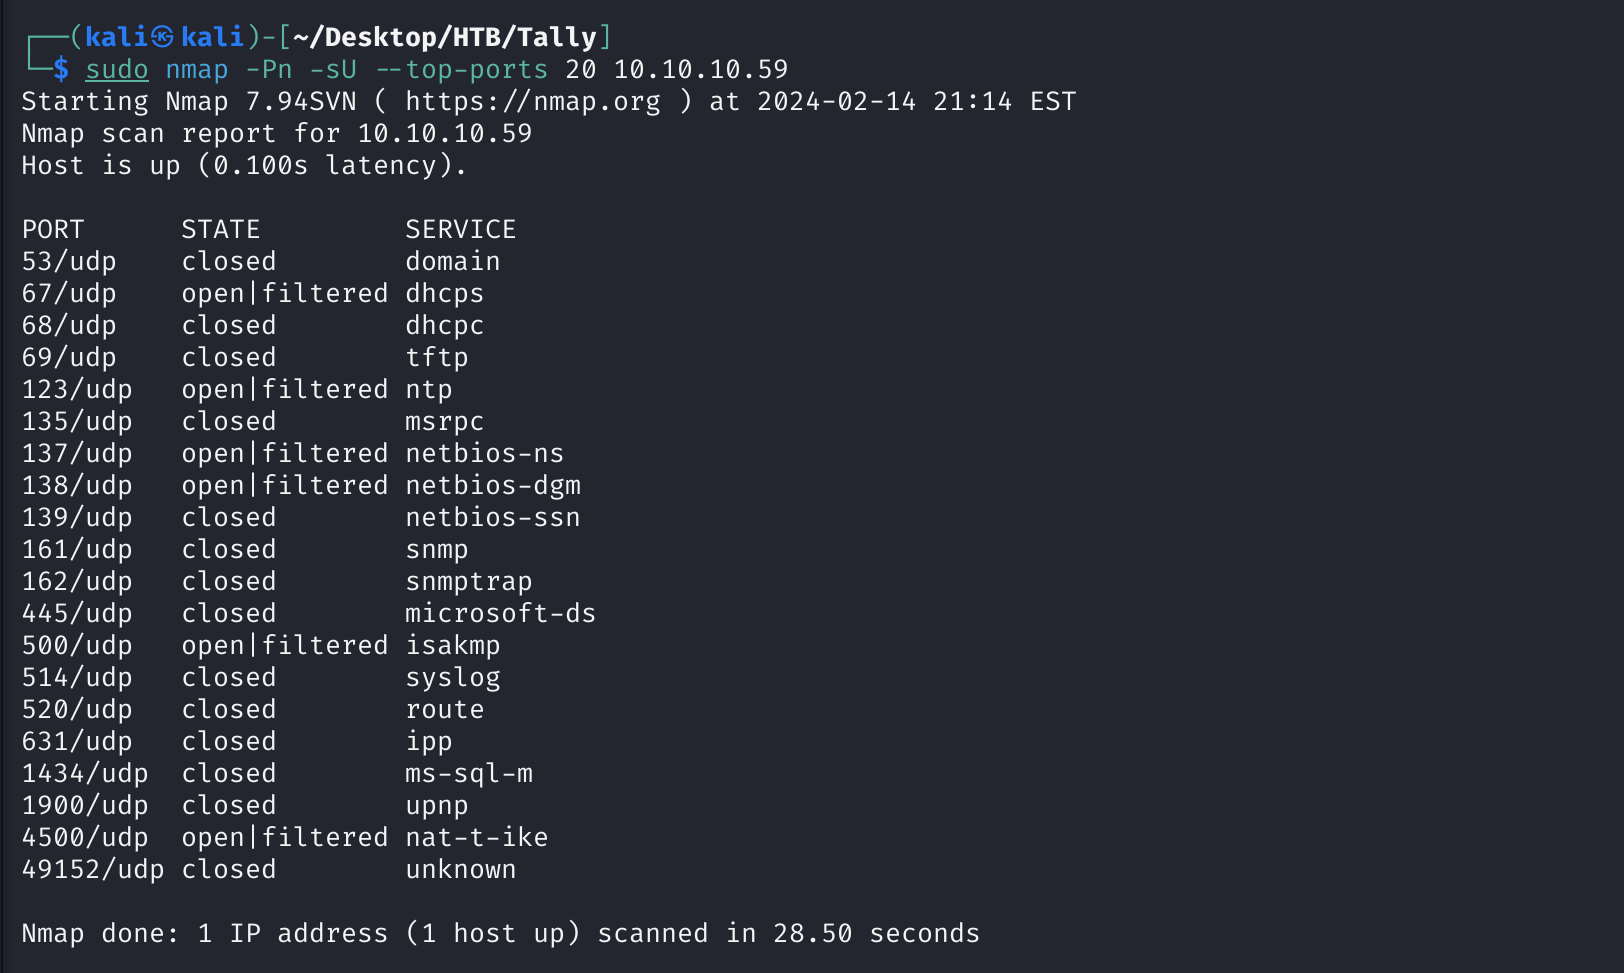 ┌──(kali㉿kali)-[~/Desktop/HTB/Tally]
└─$ sudo nmap -Pn -sU --top-ports 20 10.10.10.59
Starting Nmap 7.94SVN ( https://nmap.org ) at 2024-02-14 21:14 EST
Nmap scan report for 10.10.10.59
Host is up (0.100s latency).

PORT      STATE         SERVICE
53/udp    closed        domain
67/udp    open|filtered dhcps
68/udp    closed        dhcpc
69/udp    closed        tftp
123/udp   open|filtered ntp
135/udp   closed        msrpc
137/udp   open|filtered netbios-ns
138/udp   open|filtered netbios-dgm
139/udp   closed        netbios-ssn
161/udp   closed        snmp
162/udp   closed        snmptrap
445/udp   closed        microsoft-ds
500/udp   open|filtered isakmp
514/udp   closed        syslog
520/udp   closed        route
631/udp   closed        ipp
1434/udp  closed        ms-sql-m
1900/udp  closed        upnp
4500/udp  open|filtered nat-t-ike
49152/udp closed        unknown

Nmap done: 1 IP address (1 host up) scanned in 28.50 seconds